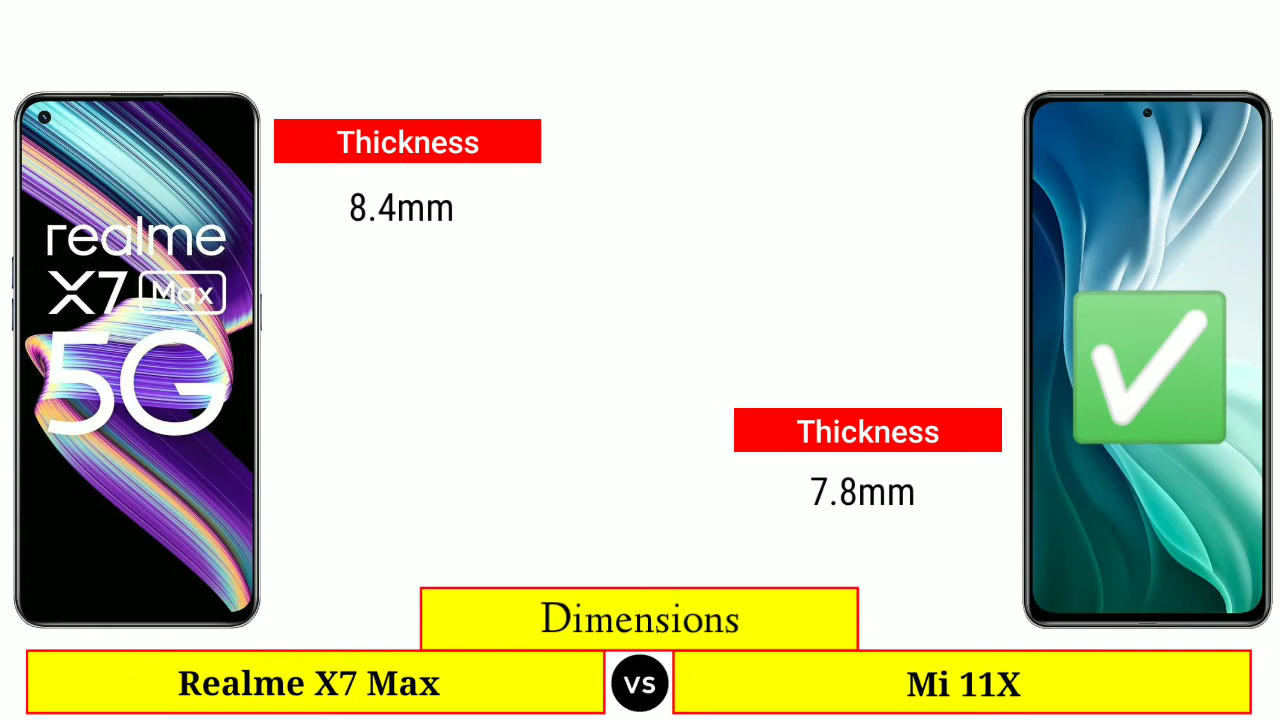 realme
X7 Max
5G
Thickness
8.4mm
Thickness
7.8mm
Dimensions
Realme X7 Max
vs
Mi 11X